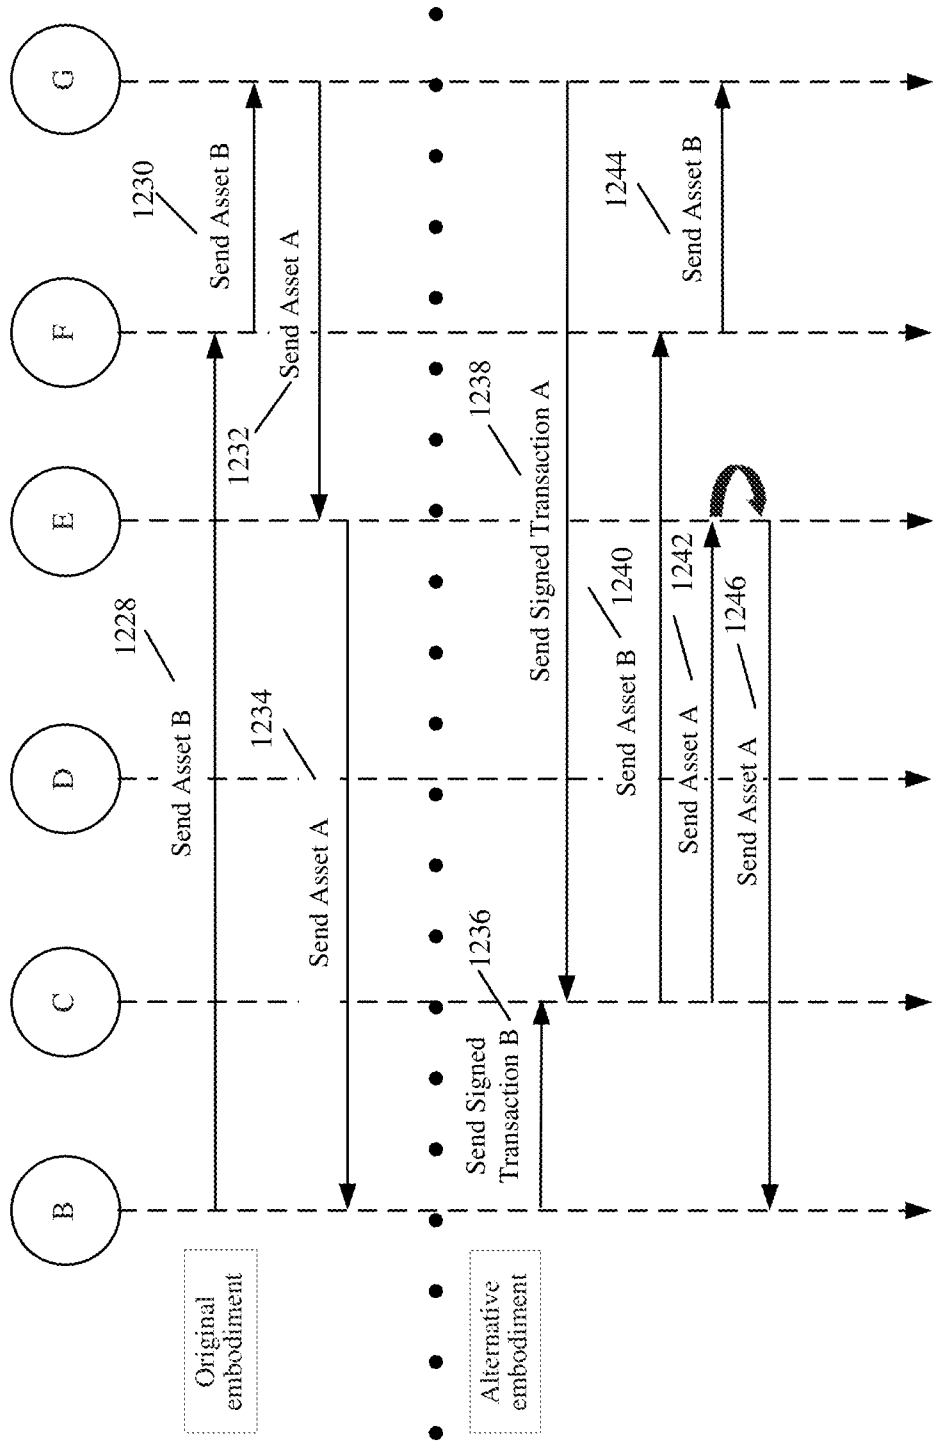 B
C
D
E
F
G
Original
embodiment
1228
Send Asset B
1230
Send Asset B
1232
Send Asset A
1234
Send Asset A
Alternative
embodiment
1236
Send Signed
Transaction B
1238
Send Signed Transaction A
1240
Send Asset B
1242
Send Asset A
1244
Send Asset B
1246
Send Asset A